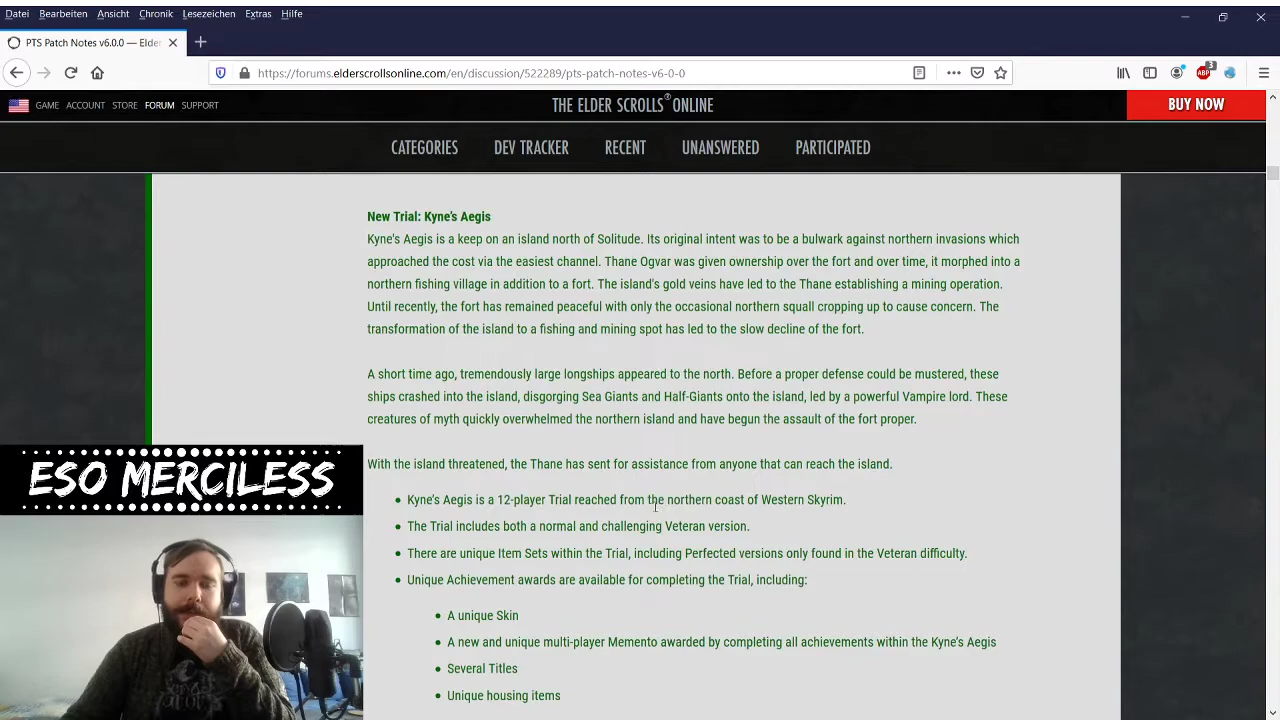 Datei Bearbeiten Ansicht Chronik Lesezeichen Extras Hilfe
PTS Patch Notes v6.0.0 — Elder
https://forums.elderscrollsonline.com/en/discussion/522289/pts-patch-notes-v6-0-0
ABP 3
GAME ACCOUNT STORE FORUM SUPPORT
THE ELDER SCROLLS® ONLINE
BUY NOW
CATEGORIES DEV TRACKER RECENT UNANSWERED PARTICIPATED
New Trial: Kyne's Aegis
Kyne's Aegis is a keep on an island north of Solitude. Its original intent was to be a bulwark against northern invasions which
approached the cost via the easiest channel. Thane Ogvar was given ownership over the fort and over time, it morphed into a
northern fishing village in addition to a fort. The island's gold veins have led to the Thane establishing a mining operation.
Until recently, the fort has remained peaceful with only the occasional northern squall cropping up to cause concern. The
transformation of the island to a fishing and mining spot has led to the slow decline of the fort.
A short time ago, tremendously large longships appeared to the north. Before a proper defense could be mustered, these
ships crashed into the island, disgorging Sea Giants and Half-Giants onto the island, led by a powerful Vampire lord. These
creatures of myth quickly overwhelmed the northern island and have begun the assault of the fort proper.
With the island threatened, the Thane has sent for assistance from anyone that can reach the island.
• Kyne's Aegis is a 12-player Trial reached from the northern coast of Western Skyrim.
• The Trial includes both a normal and challenging Veteran version.
• There are unique Item Sets within the Trial, including Perfected versions only found in the Veteran difficulty.
• Unique Achievement awards are available for completing the Trial, including:
• A unique Skin
• A new and unique multi-player Memento awarded by completing all achievements within the Kyne's Aegis
• Several Titles
• Unique housing items
ESO MERCILESS